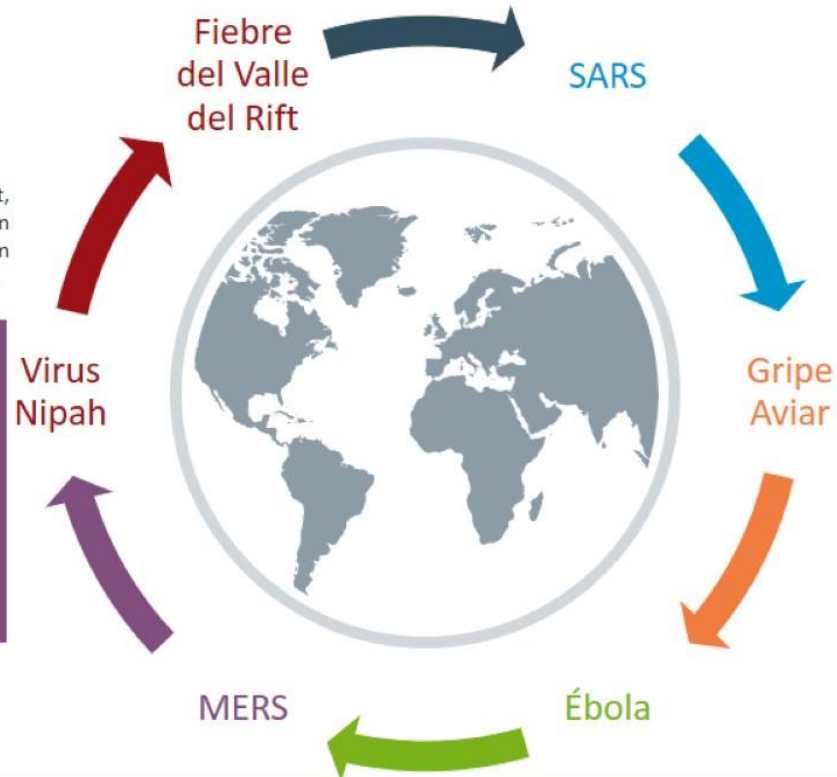 Fiebre
del Valle
del Rift
SARS
Gripe
Aviar
Ébola
MERS
Virus
Nipah